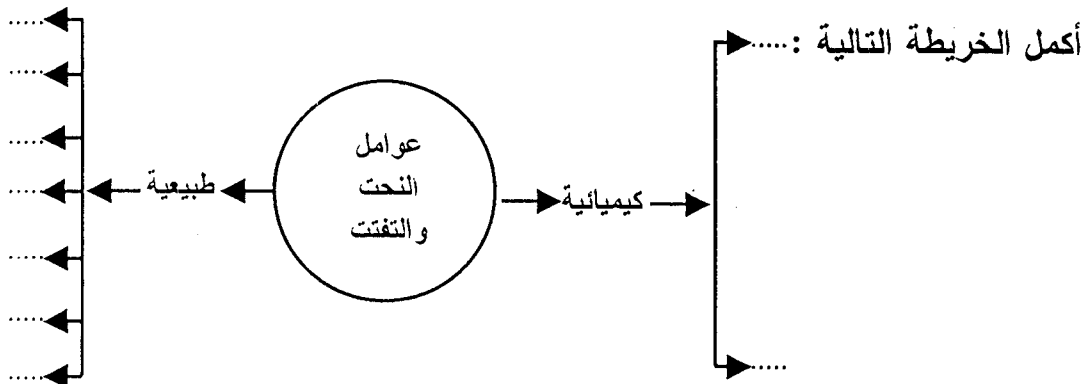 أكمل الخريطة التالية :
.....
عوامل
النحت
والتفتت
كيميائية
طبيعية
.....
.....
.....
.....
.....
.....
.....
.....